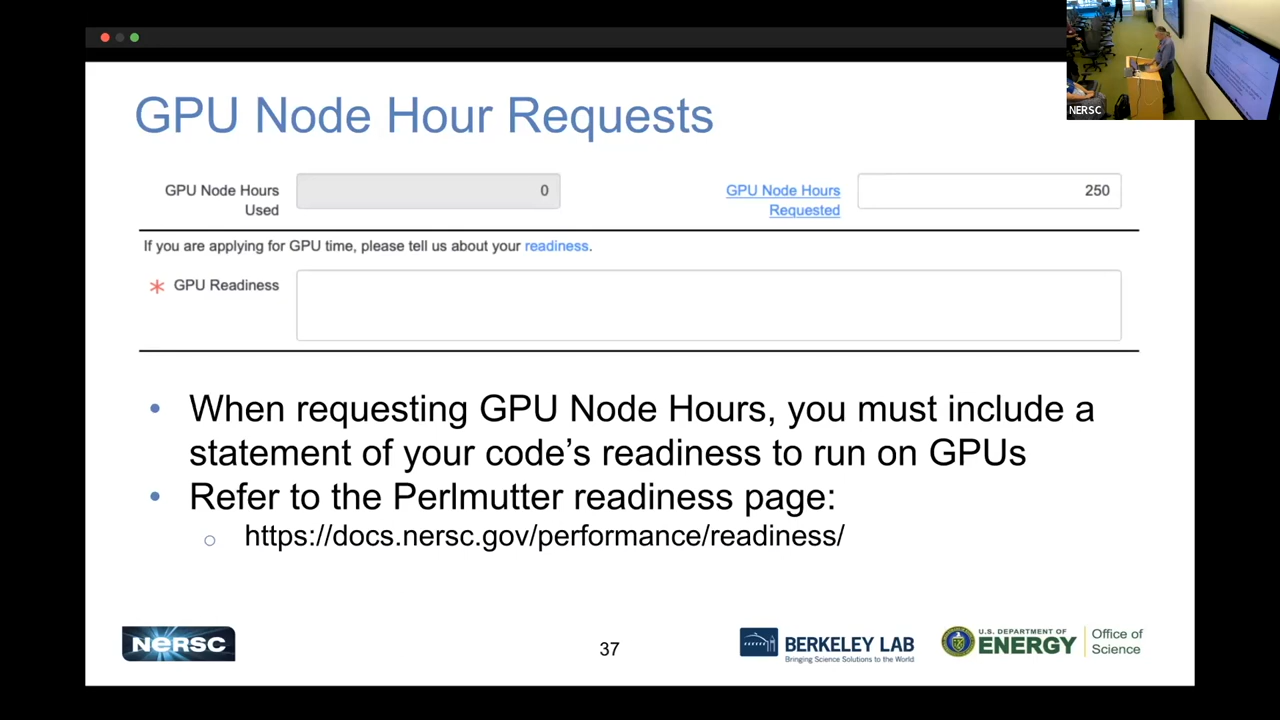 NERSC
GPU Node Hour Requests
GPU Node Hours
Used
0
GPU Node Hours
Requested
250
If you are applying for GPU time, please tell us about your readiness.
* GPU Readiness
• When requesting GPU Node Hours, you must include a
statement of your code’s readiness to run on GPUs
• Refer to the Perlmutter readiness page:
○ https://docs.nersc.gov/performance/readiness/
NERSC
37
BERKELEY LAB
Bringing Science Solutions to the World
U.S. DEPARTMENT OF
ENERGY
Office of
Science